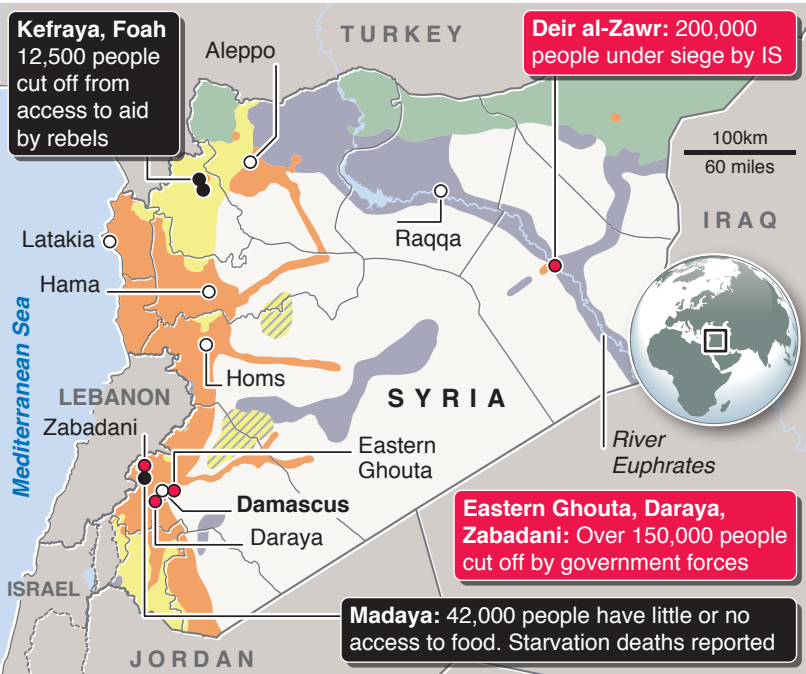 Kefraya, Foah
12,500 people
cut off from
access to aid
by rebels
Aleppo
TURKEY
Deir al-Zawr: 200,000
people under siege by IS
100km
60 miles
IRAQ
Latakia
Raqqa
Hama
Mediterranean Sea
Homs
LEBANON
SYRIA
Zabadani
Eastern
Ghouta
River
Euphrates
Damascus
Daraya
Eastern Ghouta, Daraya,
Zabadani: Over 150,000 people
cut off by government forces
ISRAEL
Madaya: 42,000 people have little or no
access to food. Starvation deaths reported
JORDAN